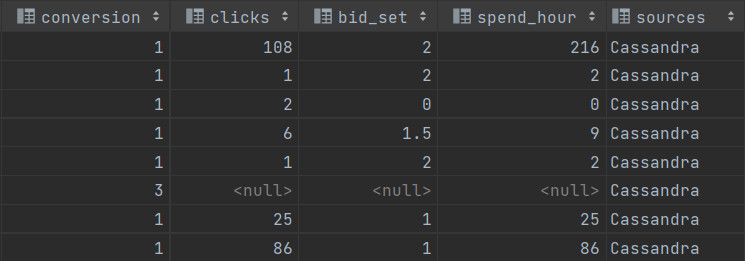 conversion clicks bid_set spend_hour sources
1 108 2 216 Cassandra
1 1 2 2 Cassandra
1 2 0 0 Cassandra
1 6 1.5 9 Cassandra
1 1 2 2 Cassandra
3 <null> <null> <null> Cassandra
1 25 1 25 Cassandra
1 86 1 86 Cassandra